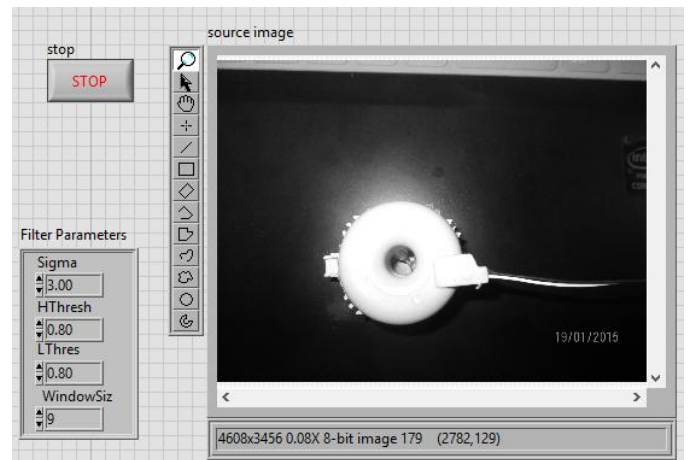 source image
stop
STOP
Filter Parameters
Sigma
3.00
HThresh
0.80
LThres
0.80
WindowSiz
9
19/01/2015
4608x3456 0.08X 8-bit image 179 (2782,129)